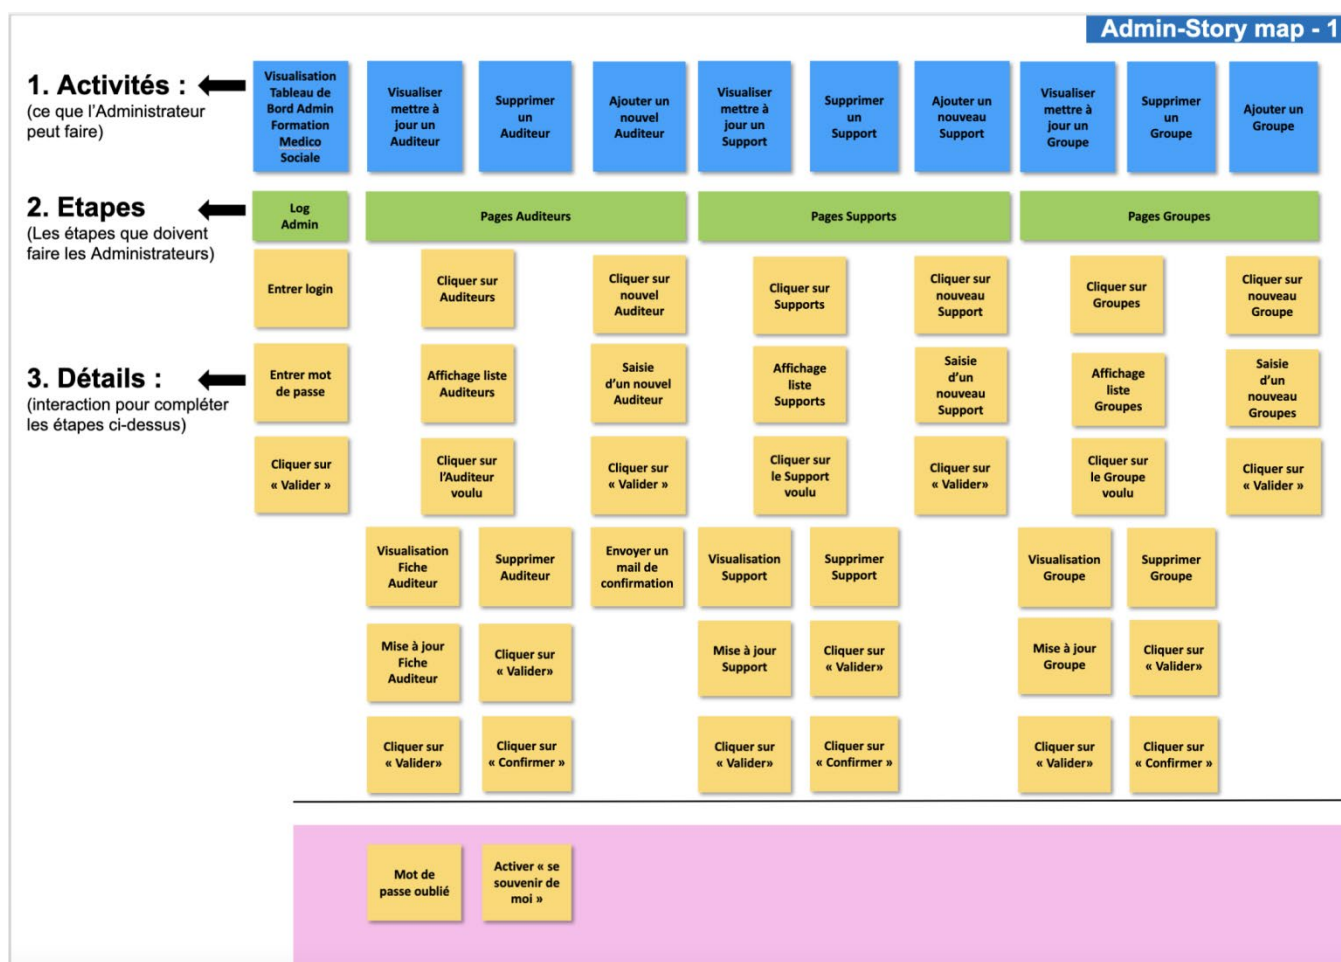 Admin-Story map - 1
1. Activités :
(ce que l'Administrateur
peut faire)
Visualisation
Tableau de
Bord Admin
Formation
Medico
Sociale
Visualiser
mettre à
jour un
Auditeur
Supprimer
un
Auditeur
Ajouter un
nouvel
Auditeur
Visualiser
mettre à
jour un
Support
Supprimer
un
Support
Ajouter un
nouveau
Support
Visualiser
mettre à
jour un
Groupe
Supprimer
un
Groupe
Ajouter un
Groupe
2. Etapes
(Les étapes que doivent
faire les Administrateurs)
Log
Admin
Pages Auditeurs
Pages Supports
Pages Groupes
Entrer login
Cliquer sur
Auditeurs
Cliquer sur
nouvel
Auditeur
Cliquer sur
Supports
Cliquer sur
nouveau
Support
Cliquer sur
Groupes
Cliquer sur
nouveau
Groupe
3. Détails :
(interaction pour compléter
les étapes ci-dessus)
Entrer mot
de passe
Affichage liste
Auditeurs
Saisie
d'un nouvel
Auditeur
Affichage
liste
Supports
Saisie
d'un
nouveau
Support
Affichage
liste
Groupes
Saisie
d'un
nouveau
Groupes
Cliquer sur
« Valider »
Cliquer sur
l'Auditeur
voulu
Cliquer sur
« Valider »
Cliquer sur
le Support
voulu
Cliquer sur
« Valider»
Cliquer sur
le Groupe
voulu
Cliquer sur
« Valider »
Visualisation
Fiche
Auditeur
Supprimer
Auditeur
Envoyer un
mail de
confirmation
Visualisation
Support
Supprimer
Support
Visualisation
Groupe
Supprimer
Groupe
Mise à jour
Fiche
Auditeur
Cliquer sur
« Valider»
Mise à jour
Support
Cliquer sur
« Valider»
Mise à jour
Groupe
Cliquer sur
« Valider»
Cliquer sur
« Valider»
Cliquer sur
« Confirmer »
Cliquer sur
« Valider»
Cliquer sur
« Confirmer »
Cliquer sur
« Valider»
Cliquer sur
« Confirmer »
Mot de
passe oublié
Activer « se
souvenir de
moi »